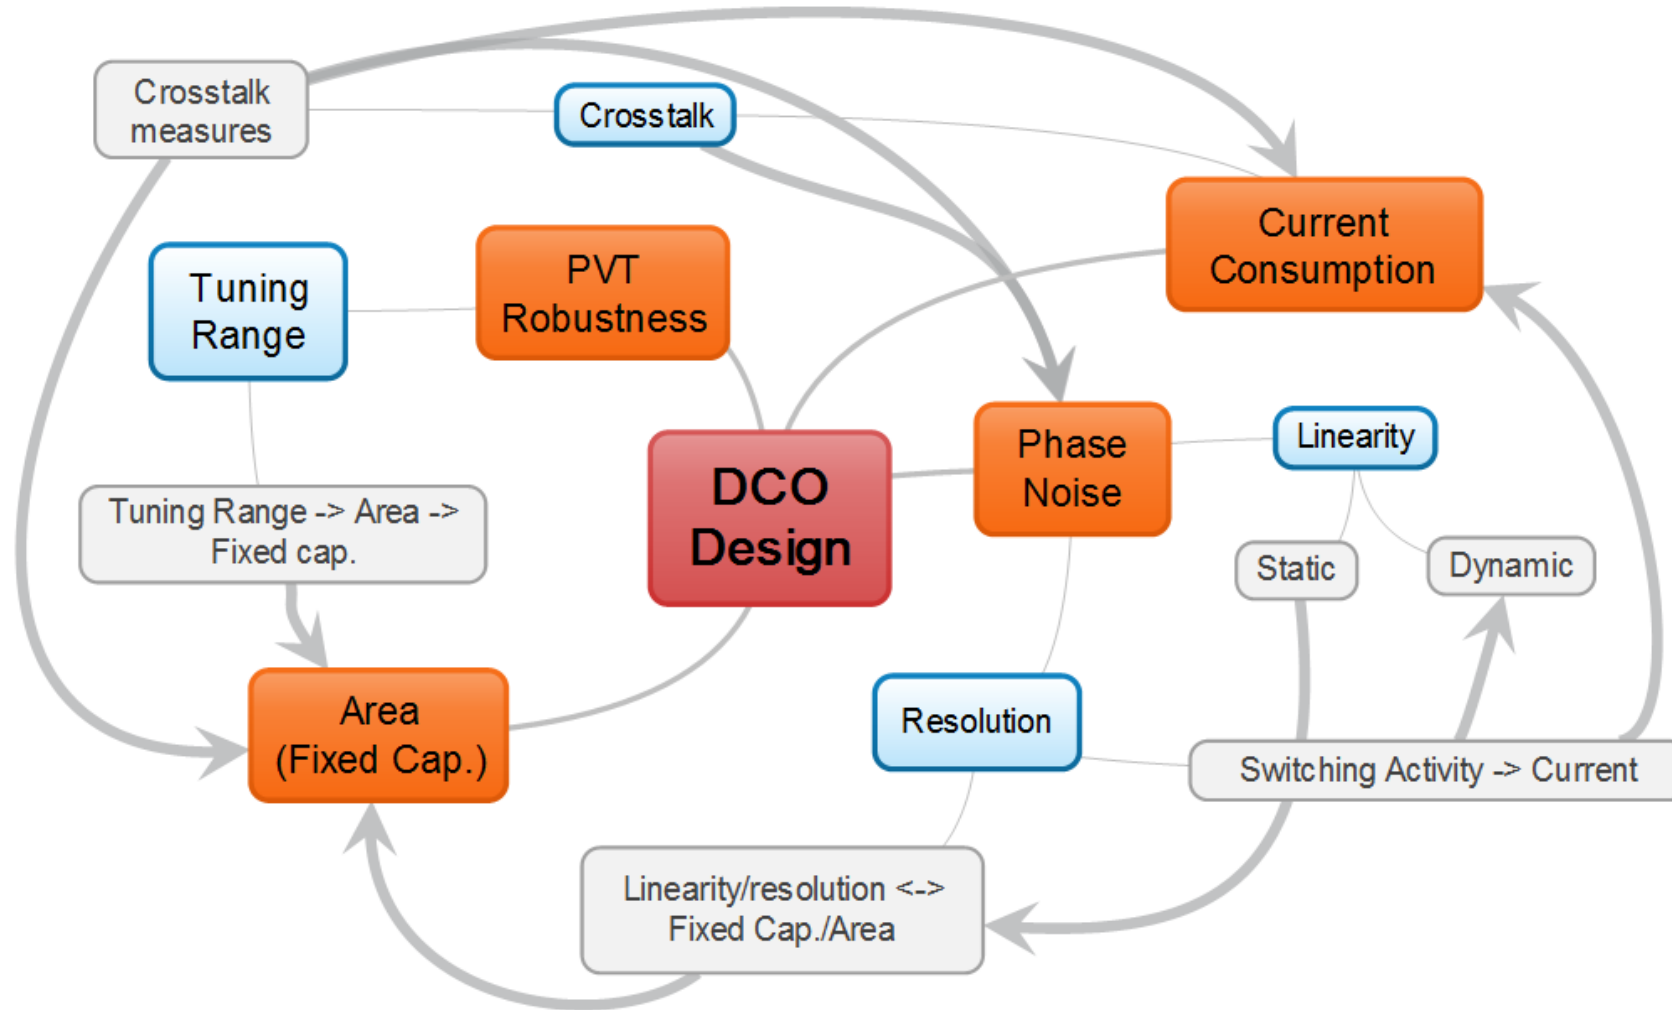 Crosstalk
measures
Crosstalk
Current
Consumption
Tuning
Range
PVT
Robustness
DCO
Design
Phase
Noise
Linearity
Tuning Range -> Area ->
Fixed cap.
Static
Dynamic
Area
(Fixed Cap.)
Resolution
Switching Activity -> Current
Linearity/resolution <->
Fixed Cap./Area